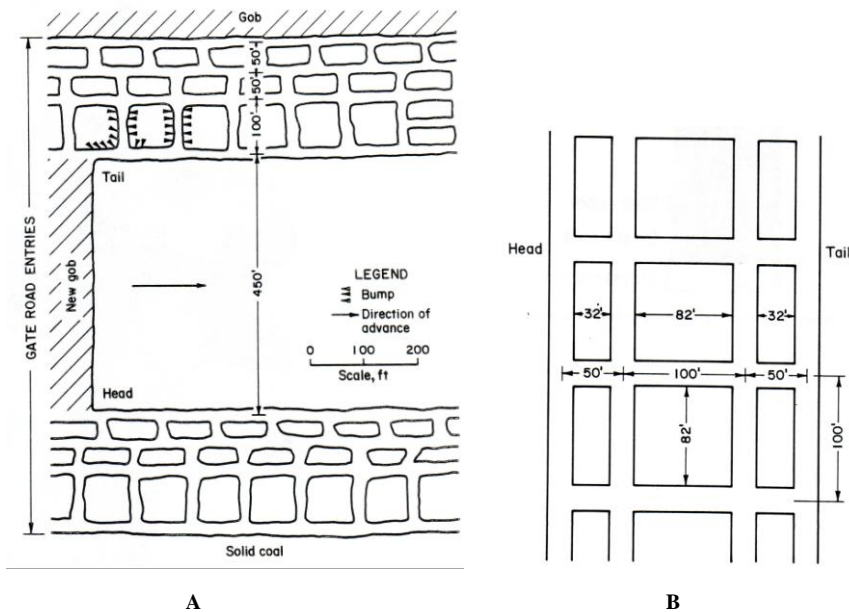 Gob
50'
50'
100'
Tail
GATE ROAD ENTRIES
New gob
450'
LEGEND
Bump
Direction of
advance
0 100 200
Scale, ft
Head
Solid coal
A
Head
Tail
32'
82'
32'
50'
100'
50'
82'
100'
B